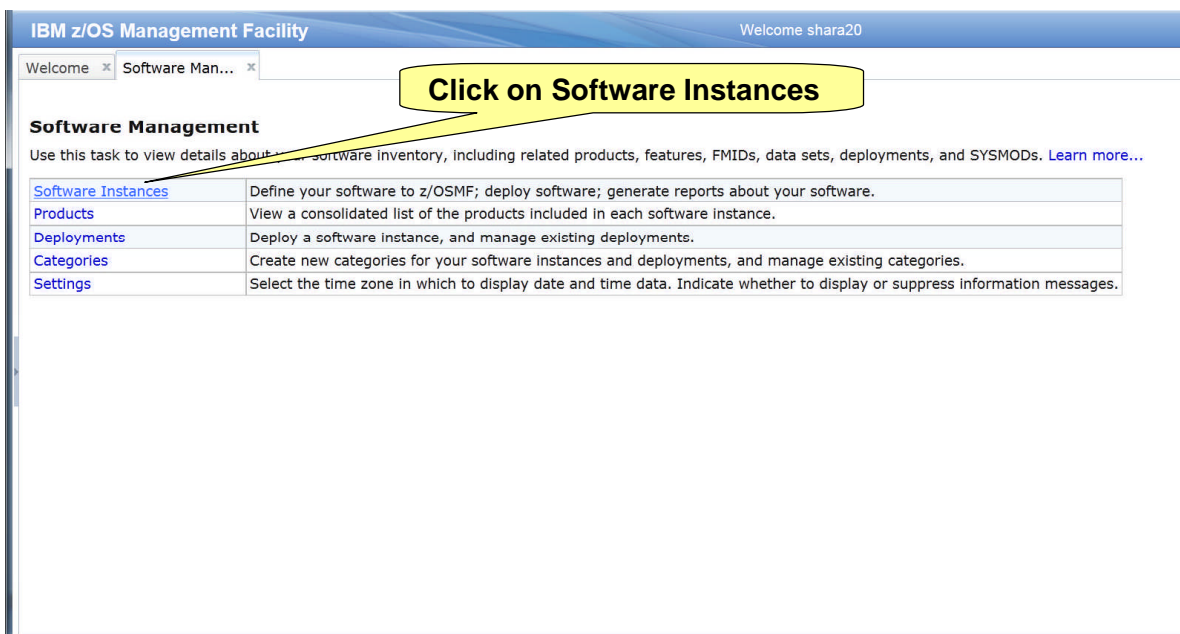 IBM z/OS Management Facility Welcome shara20
Welcome x Software Man... x
Click on Software Instances
Software Management
Use this task to view details about your software inventory, including related products, features, FMIDs, data sets, deployments, and SYSMODs. Learn more...
Software Instances Define your software to z/OSMF; deploy software; generate reports about your software.
Products View a consolidated list of the products included in each software instance.
Deployments Deploy a software instance, and manage existing deployments.
Categories Create new categories for your software instances and deployments, and manage existing categories.
Settings Select the time zone in which to display date and time data. Indicate whether to display or suppress information messages.